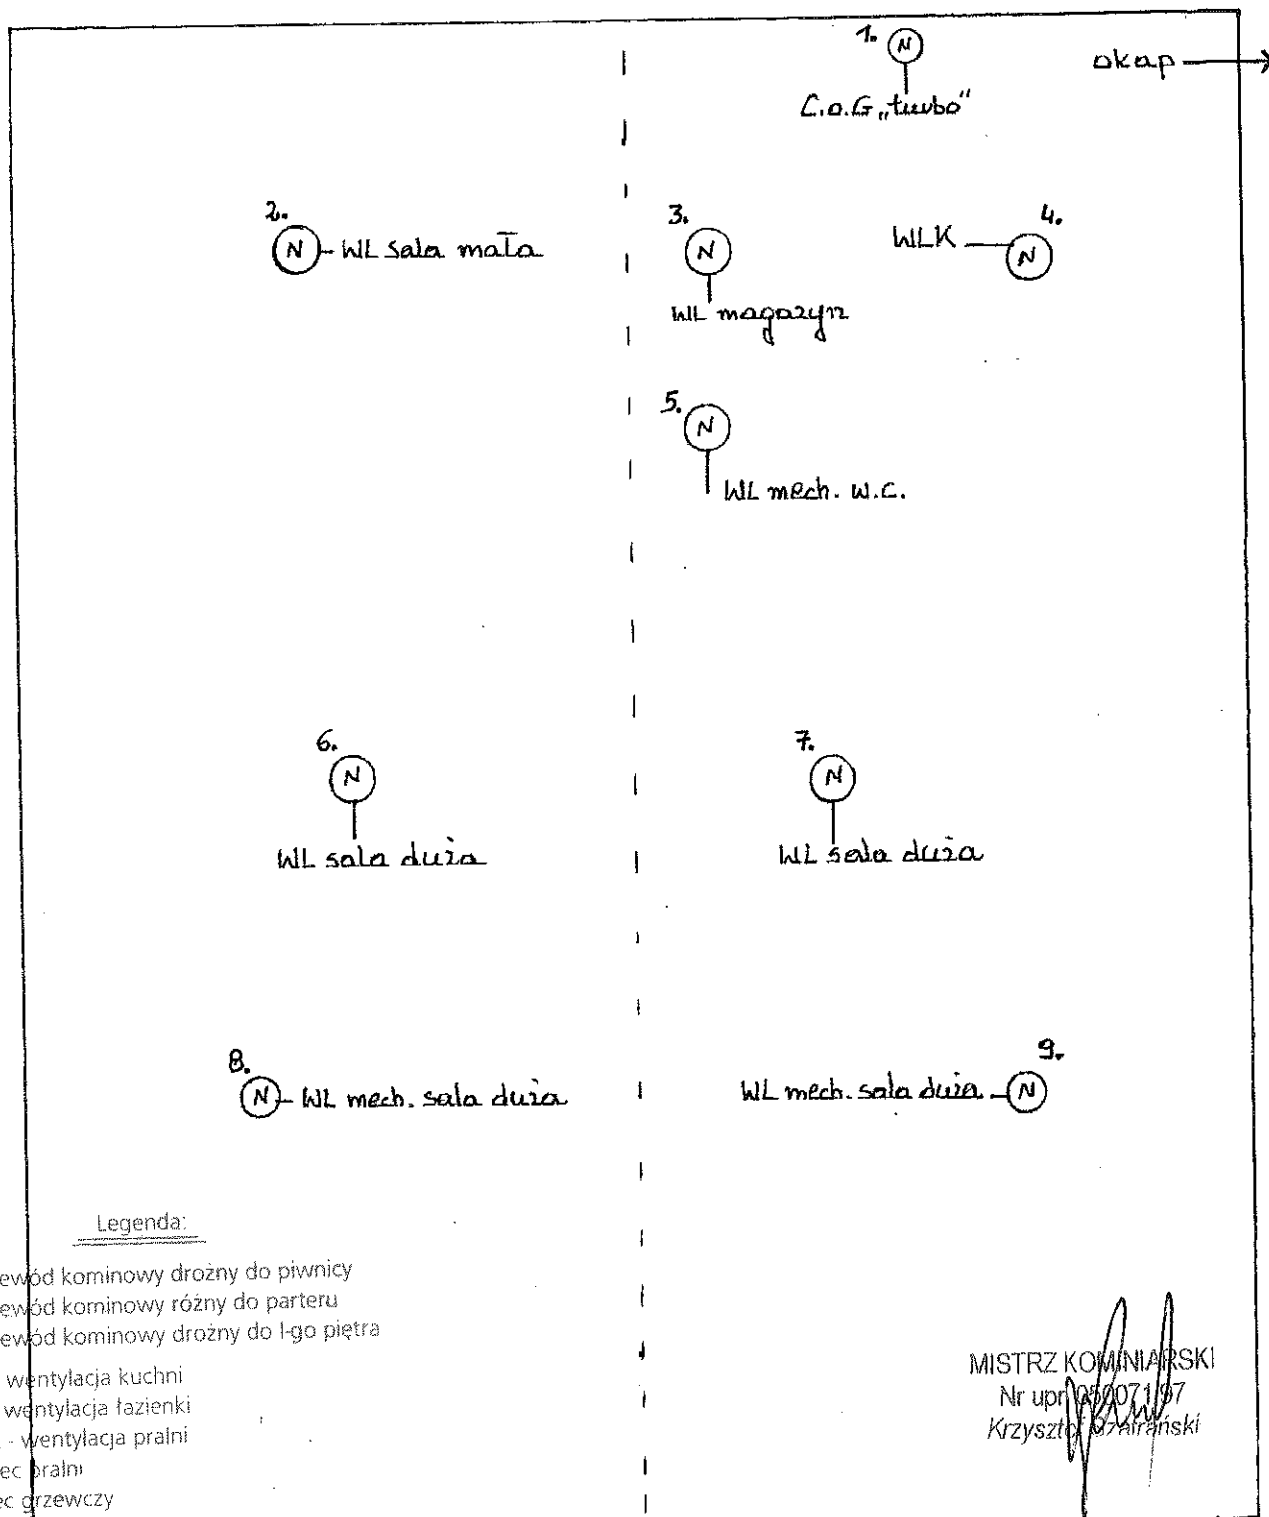 1. N
okap
C.o.G „turbo”
2. N WL sala mała
3. N
WL magazyn
WLK N 4.
5. N
WL mech. w.c.
6. N
WL sala duża
7. N
WL sala duża
8. N WL mech. sala duża
WL mech. sala duża N 9.
Legenda:
ewód kominowy drożny do piwnicy
ewód kominowy różny do parteru
ewód kominowy drożny do I-go piętra
wentylacja kuchni
wentylacja łazienki
- wentylacja pralni
ec pralni
ec grzewczy
MISTRZ KOMINIARSKI
Nr upr.